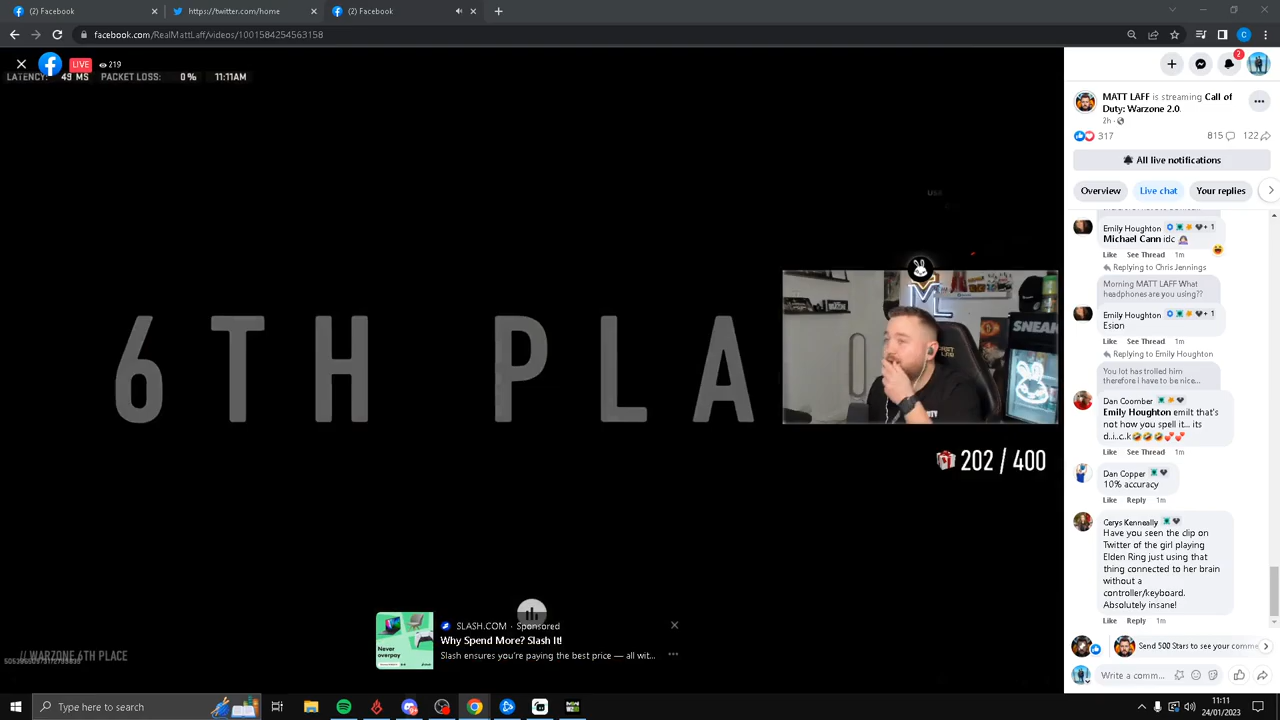 (2) Facebook
https://twitter.com/home
(2) Facebook
facebook.com/RealMattLaff/videos/1001584254563158
LIVE 219
LATENCY: 49 MS PACKET LOSS: 0 % 11:11AM
6TH PLA
SNEAK
202 / 400
SLASH.COM · Sponsored
Why Spend More? Slash It!
Slash ensures you're paying the best price — all wit...
Never
overpay
// WARZONE 6TH PLACE
2
MATT LAFF is streaming Call of
Duty: Warzone 2.0.
2h ·
317 815 122
All live notifications
Overview Live chat Your replies
Emily Houghton + 1
Michael Cann idc
Like See Thread 1m
Replying to Chris Jennings
Morning MATT LAFF What
headphones are you using??
Emily Houghton + 1
Esion
Like See Thread 1m
Replying to Emily Houghton
You lot has trolled him
therefore i have to be nice...
Dan Coomber
Emily Houghton emilt that's
not how you spell it... its
d..i..c..k
Like See Thread 1m
Dan Copper
10% accuracy
Like Reply 1m
Cerys Kenneally
Have you seen the clip on
Twitter of the girl playing
Elden Ring just using that
thing connected to her brain
without a
controller/keyboard.
Absolutely insane!
Like Reply 1m
Send 500 Stars to see your comme
Write a comm...
Type here to search
11:11
24/01/2023